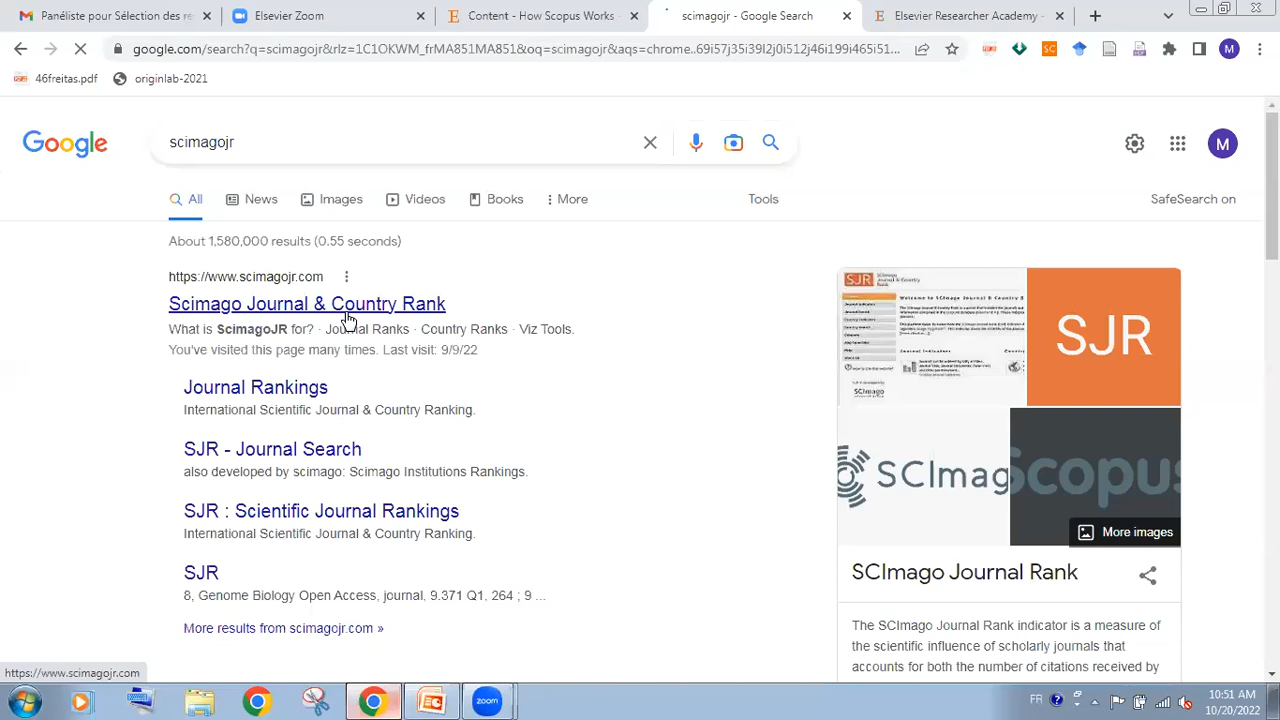 Paneliste pour Sélection des re
Elsevier Zoom
Content - How Scopus Works -
scimagojr - Google Search
Elsevier Researcher Academy -
google.com/search?q=scimagojr&rlz=1C1OKWM_frMA851MA851&oq=scimagojr&aqs=chrome..69i57j35i39l2j0i512j46i199i465i51...
46freitas.pdf
originlab-2021
Google
scimagojr
M
All
News
Images
Videos
Books
More
Tools
SafeSearch on
About 1,580,000 results (0.55 seconds)
https://www.scimagojr.com
Scimago Journal & Country Rank
What is ScimagoJR for? · Journal Ranks · Country Ranks · Viz Tools.
You've visited this page many times. Last visit: 9/9/22
Journal Rankings
International Scientific Journal & Country Ranking.
SJR - Journal Search
also developed by scimago: Scimago Institutions Rankings.
SJR : Scientific Journal Rankings
International Scientific Journal & Country Ranking.
SJR
8, Genome Biology Open Access, journal, 9.371 Q1, 264 ; 9 ...
More results from scimagojr.com »
SJR
SCImag
Scopus
More images
SCImago Journal Rank
The SCImago Journal Rank indicator is a measure of
the scientific influence of scholarly journals that
accounts for both the number of citations received by
https://www.scimagojr.com
zoom
FR
10:51 AM
10/20/2022